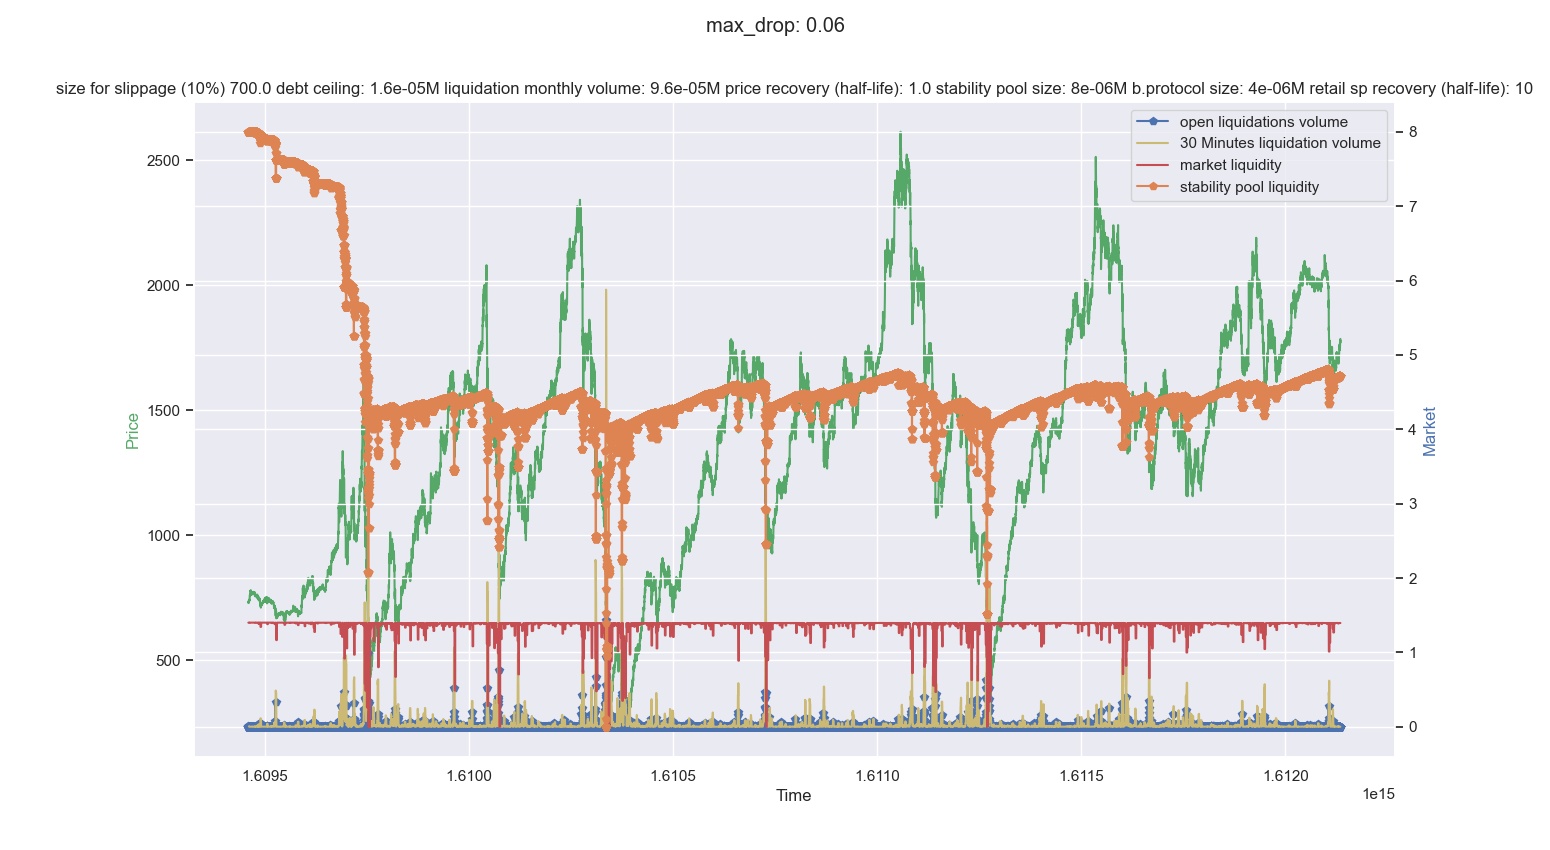 max_drop: 0.06
size for slippage (10%) 700.0 debt ceiling: 1.6e-05M liquidation monthly volume: 9.6e-05M price recovery (half-life): 1.0 stability pool size: 8e-06M b.protocol size: 4e-06M retail sp recovery (half-life): 10
open liquidations volume
30 Minutes liquidation volume
market liquidity
stability pool liquidity
2500
2000
1500
1000
500
Price
8
7
6
5
4
3
2
1
0
Market
1.6095
1.6100
1.6105
1.6110
1.6115
1.6120
1e15
Time